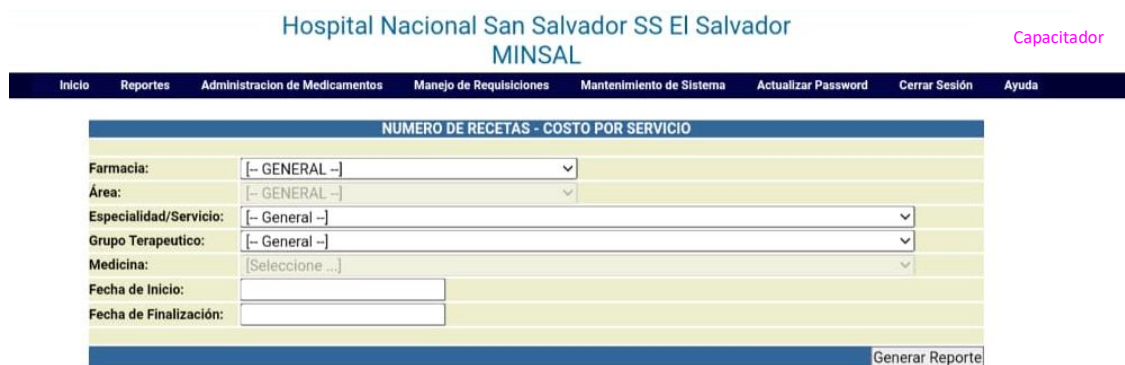 Hospital Nacional San Salvador SS El Salvador
MINSAL
Capacitador
Inicio Reportes Administracion de Medicamentos Manejo de Requisiciones Mantenimiento de Sistema Actualizar Password Cerrar Sesión Ayuda
NUMERO DE RECETAS - COSTO POR SERVICIO
Farmacia: [-- GENERAL --]
Área: [-- GENERAL --]
Especialidad/Servicio: [-- General --]
Grupo Terapeutico: [-- General --]
Medicina: [Seleccione ...]
Fecha de Inicio:
Fecha de Finalización:
Generar Reporte